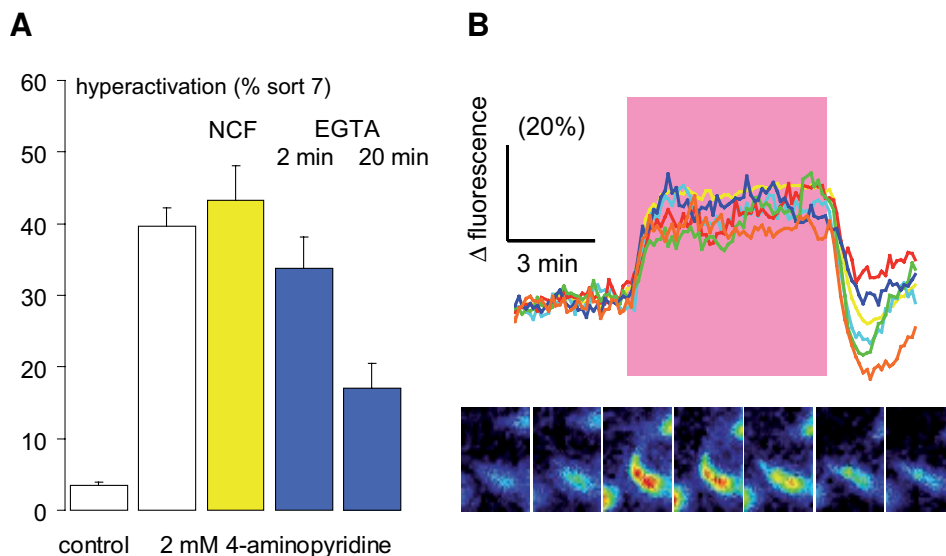 A
60
50
40
30
20
10
0
hyperactivation (% sort 7)
NCF
EGTA
2 min
20 min
control
2 mM 4-aminopyridine
B
Δ fluorescence
(20%)
3 min